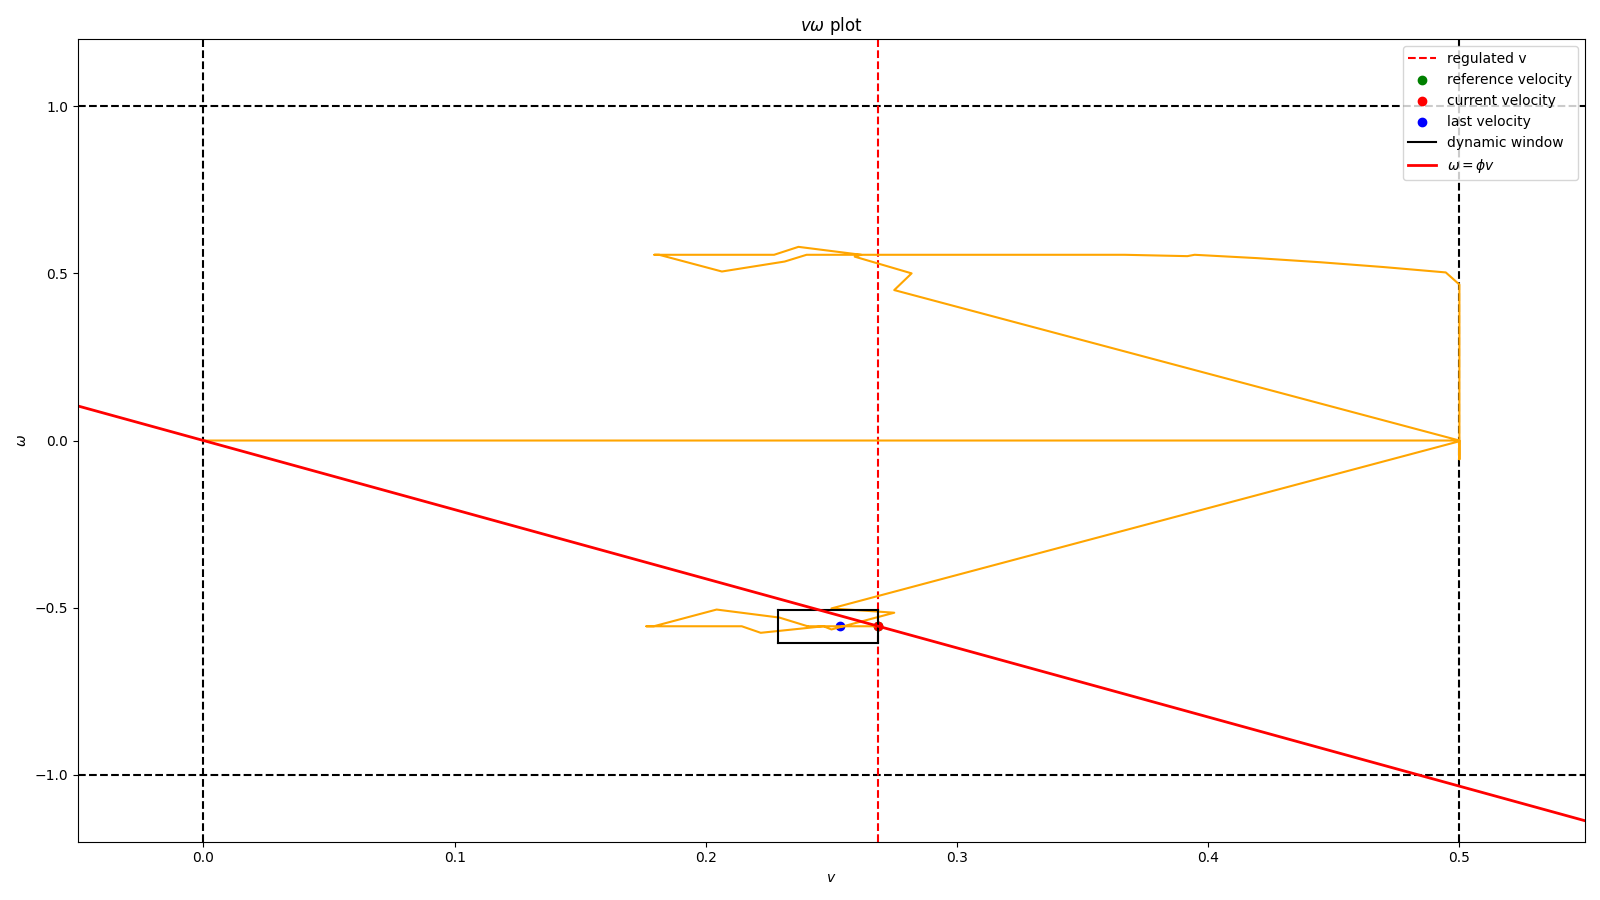 vω plot
regulated v
reference velocity
current velocity
last velocity
dynamic window
ω = ϕv
1.0
0.5
0.0
−0.5
−1.0
ω
0.0 0.1 0.2 0.3 0.4 0.5
v